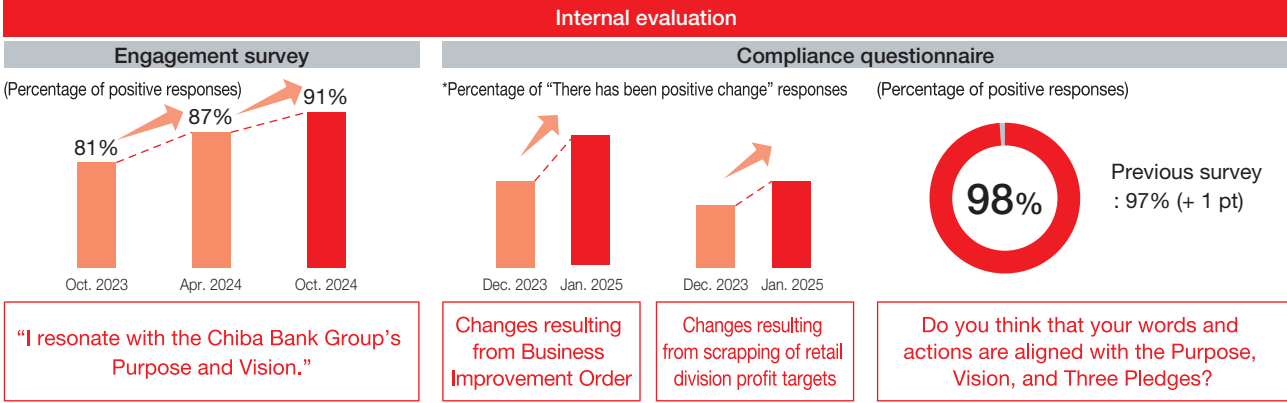 Internal evaluation
Engagement survey
(Percentage of positive responses)
81%
87%
91%
Oct. 2023
Apr. 2024
Oct. 2024
“I resonate with the Chiba Bank Group’s
Purpose and Vision.”
Compliance questionnaire
*Percentage of “There has been positive change” responses
Dec. 2023
Jan. 2025
Changes resulting
from Business
Improvement Order
Dec. 2023
Jan. 2025
Changes resulting
from scrapping of retail
division profit targets
(Percentage of positive responses)
98%
Previous survey
: 97% (+ 1 pt)
Do you think that your words and
actions are aligned with the Purpose,
Vision, and Three Pledges?